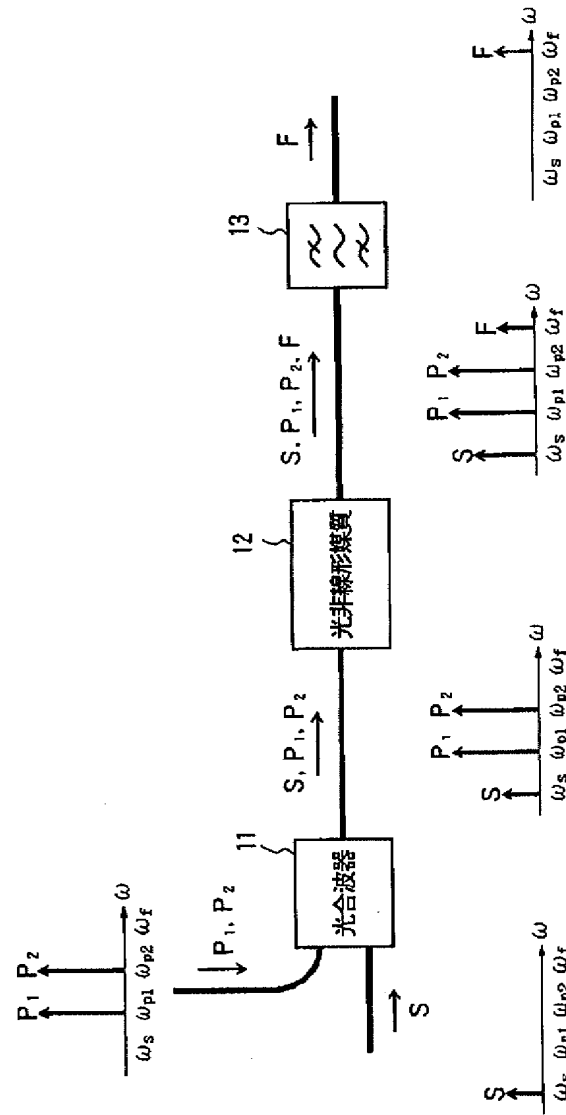 P₁ P₂
ω
ωs ωp1 ωp2 ωf
P₁, P₂
11
光合波器
S
S, P₁, P₂
12
光非線形媒質
S, P₁, P₂, F
13
F
S
ω
ωs ωp1 ωp2 ωf
S P₁ P₂
ω
ωs ωp1 ωp2 ωf
S P₁ P₂ F
ω
ωs ωp1 ωp2 ωf
F
ω
ωs ωp1 ωp2 ωf